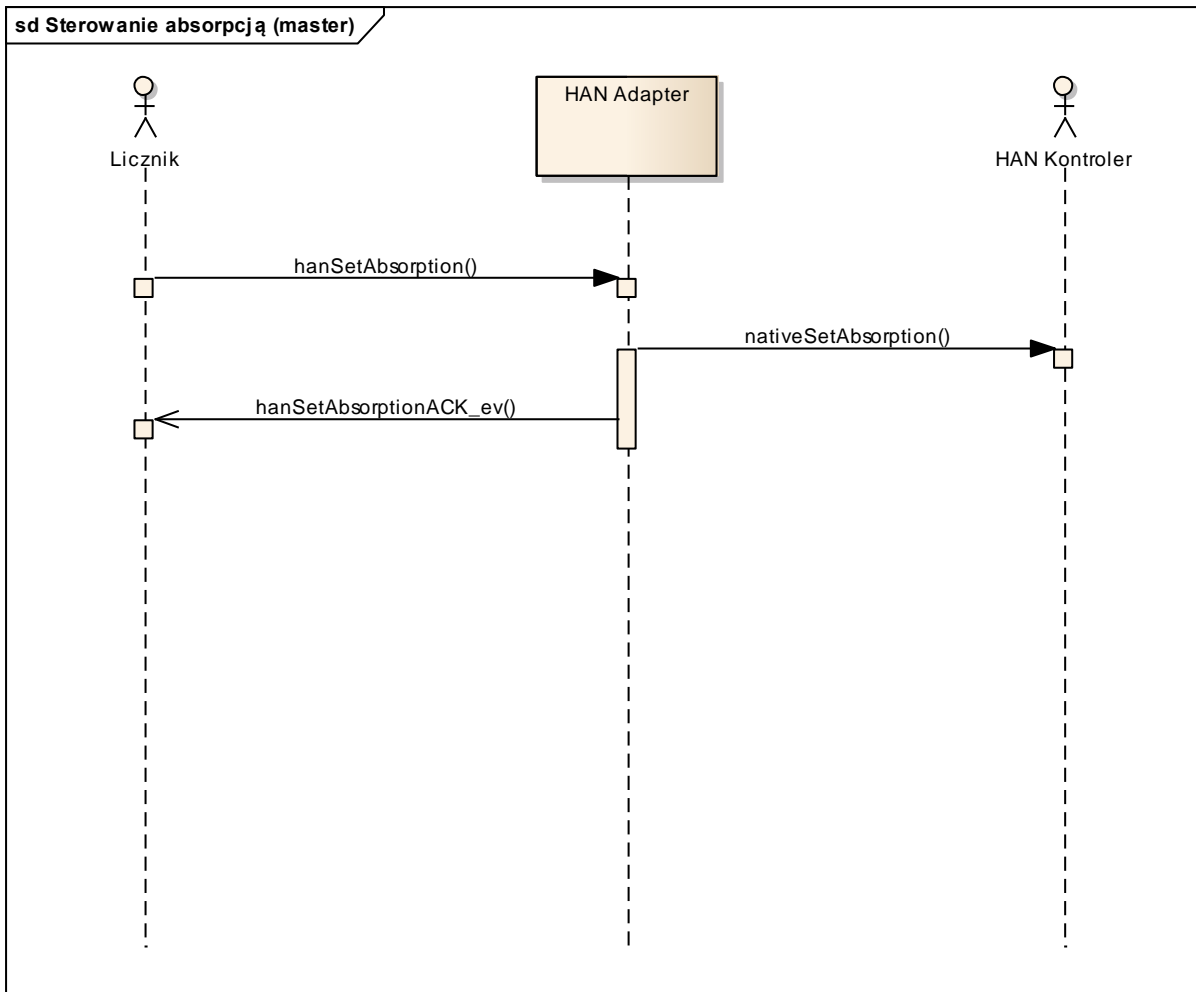 sd Sterowanie absorpcją (master)
HAN Adapter
Licznik
HAN Kontroler
hanSetAbsorption()
nativeSetAbsorption()
hanSetAbsorptionACK_ev()